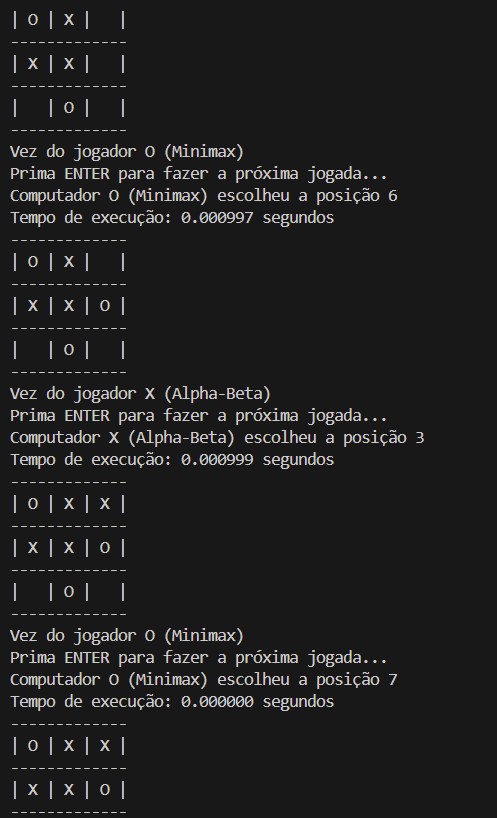 | O | X |   |
-------------
| X | X |   |
-------------
|   | O |   |
-------------
Vez do jogador O (Minimax)
Prima ENTER para fazer a próxima jogada...
Computador O (Minimax) escolheu a posição 6
Tempo de execução: 0.000997 segundos
-------------
| O | X |   |
-------------
| X | X | O |
-------------
|   | O |   |
-------------
Vez do jogador X (Alpha-Beta)
Prima ENTER para fazer a próxima jogada...
Computador X (Alpha-Beta) escolheu a posição 3
Tempo de execução: 0.000999 segundos
-------------
| O | X | X |
-------------
| X | X | O |
-------------
|   | O |   |
-------------
Vez do jogador O (Minimax)
Prima ENTER para fazer a próxima jogada...
Computador O (Minimax) escolheu a posição 7
Tempo de execução: 0.000000 segundos
-------------
| O | X | X |
-------------
| X | X | O |
-------------